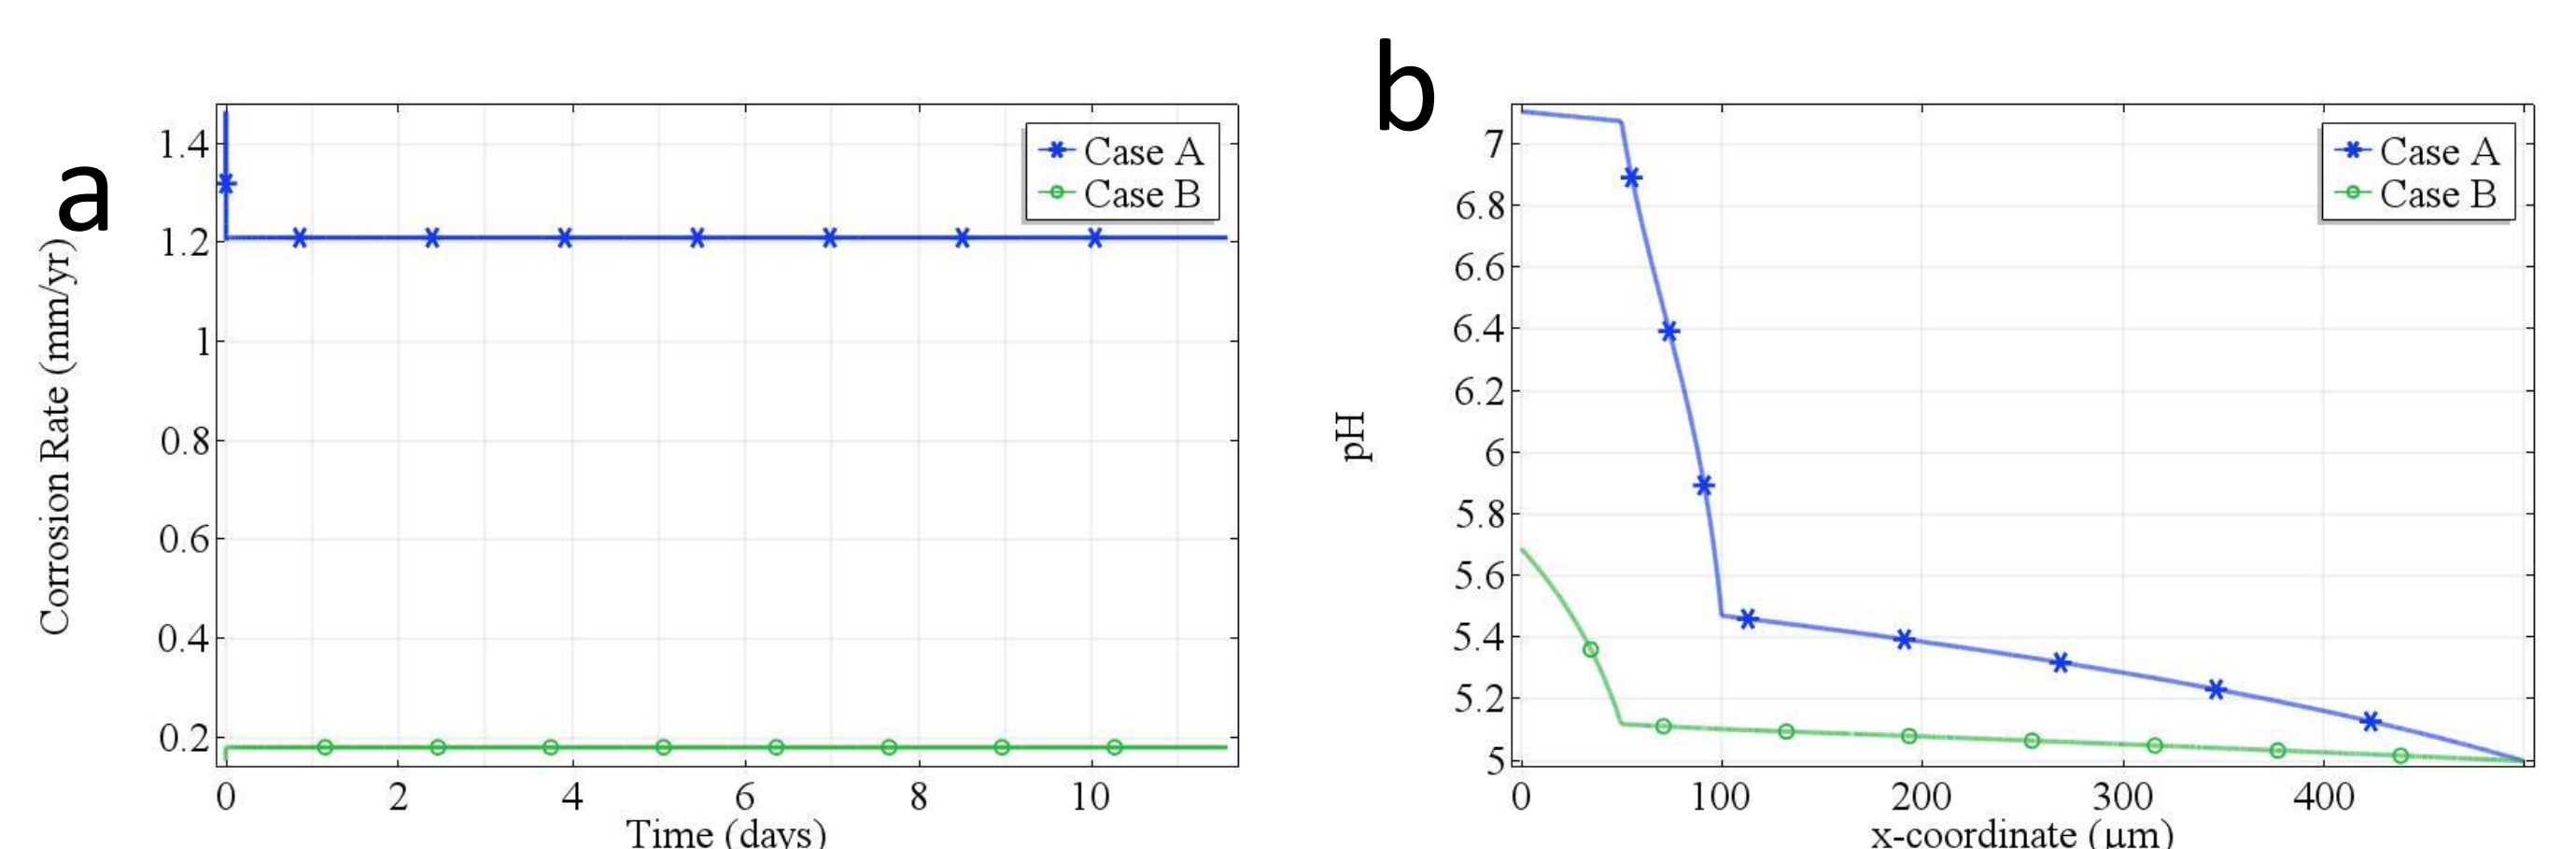 a
Corrosion Rate (mm/yr)
1.4
1.2
1
0.8
0.6
0.4
0.2
0 2 4 6 8 10
Time (days)
Case A
Case B
b
pH
7
6.8
6.6
6.4
6.2
6
5.8
5.6
5.4
5.2
5
0 100 200 300 400
x-coordinate (μm)
Case A
Case B